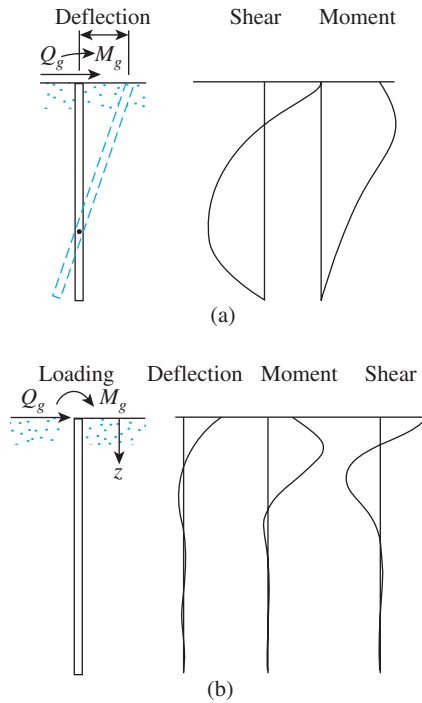 Deflection
Shear Moment
Q_g M_g
(a)
Loading Deflection Moment Shear
Q_g M_g
z
(b)